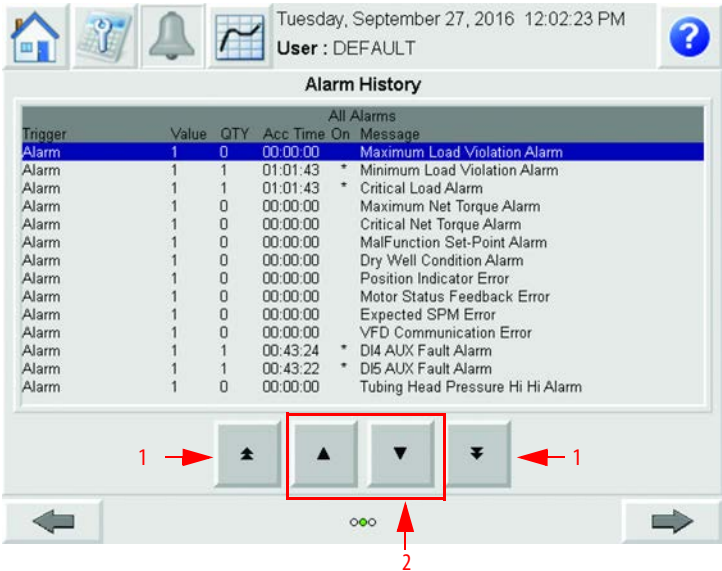 Tuesday, September 27, 2016 12:02:23 PM
User : DEFAULT
?
Alarm History
All Alarms
Trigger Value QTY Acc Time On Message
Alarm 1 0 00:00:00 Maximum Load Violation Alarm
Alarm 1 1 01:01:43 * Minimum Load Violation Alarm
Alarm 1 1 01:01:43 * Critical Load Alarm
Alarm 1 0 00:00:00 Maximum Net Torque Alarm
Alarm 1 0 00:00:00 Critical Net Torque Alarm
Alarm 1 0 00:00:00 MalFunction Set-Point Alarm
Alarm 1 0 00:00:00 Dry Well Condition Alarm
Alarm 1 0 00:00:00 Position Indicator Error
Alarm 1 0 00:00:00 Motor Status Feedback Error
Alarm 1 0 00:00:00 Expected SPM Error
Alarm 1 0 00:00:00 VFD Communication Error
Alarm 1 1 00:43:24 * DI4 AUX Fault Alarm
Alarm 1 1 00:43:22 * DI5 AUX Fault Alarm
Alarm 1 0 00:00:00 Tubing Head Pressure Hi Hi Alarm
1 1
2